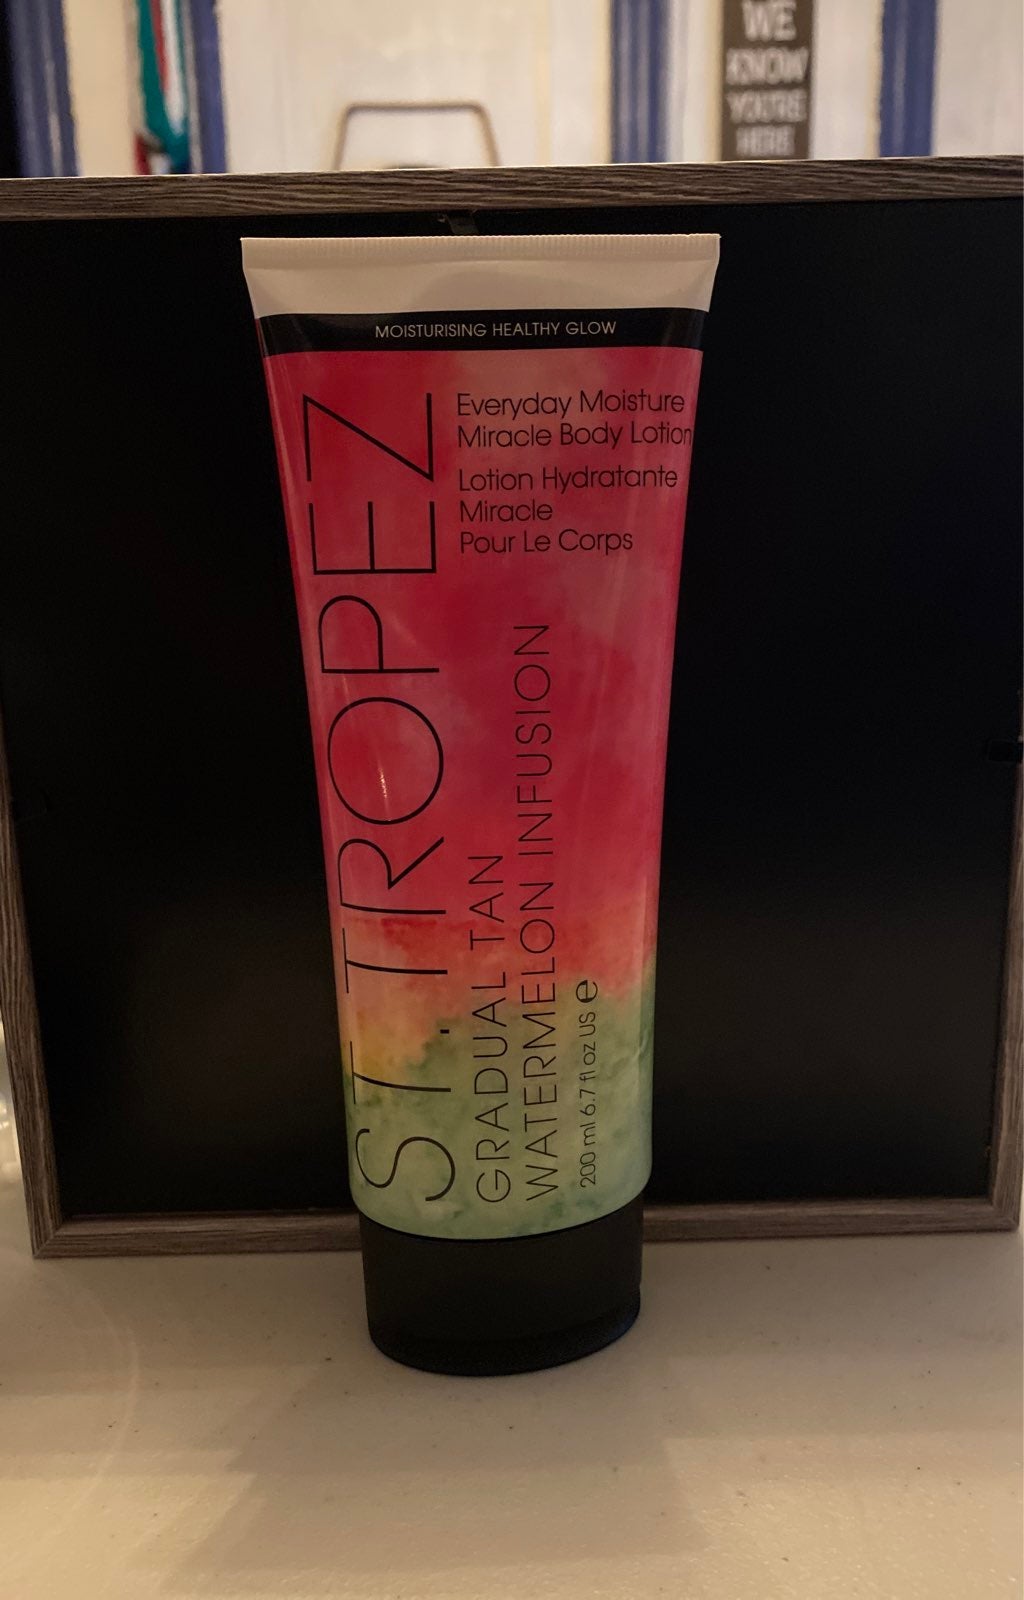 WE
KNOW
YOU'RE
HERE
MOISTURISING HEALTHY GLOW
Everyday Moisture
Miracle Body Lotion
Lotion Hydratante
Miracle
Pour Le Corps
ST.TROPEZ
GRADUAL TAN
WATERMELON INFUSION
200 ml 6.7 fl oz US ℮